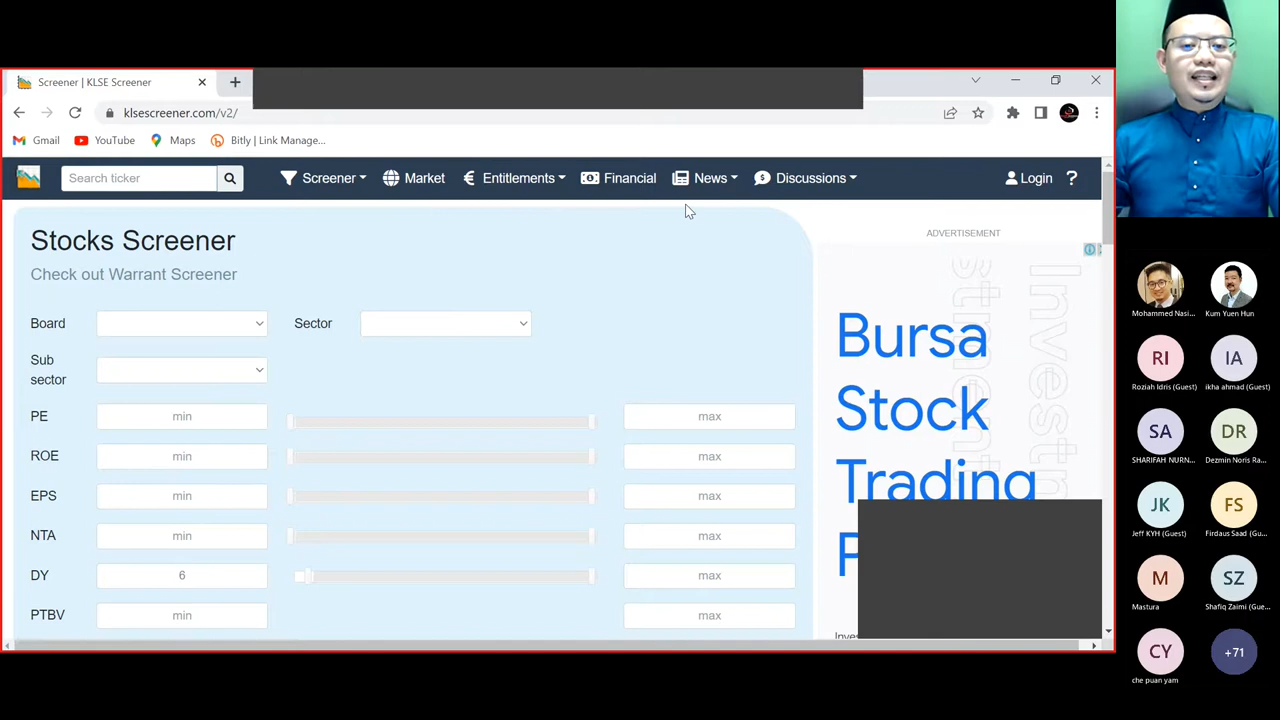 Screener | KLSE Screener
klsescreener.com/v2/
Gmail
YouTube
Maps
Bitly | Link Manage...
Search ticker
Screener
Market
Entitlements
Financial
News
Discussions
Login
?
Stocks Screener
Check out Warrant Screener
Board
Sector
Sub sector
PE min max
ROE min max
EPS min max
NTA min max
DY 6 max
PTBV min max
ADVERTISEMENT
Bursa
Stock
Trading
P
Investment
Inves
Mohammed Nasi...
Kum Yuen Hun
RI
Roziah Idris (Guest)
IA
ikha ahmad (Guest)
SA
SHARIFAH NURN...
DR
Dezmin Noris Ra...
JK
Jeff KYH (Guest)
FS
Firdaus Saad (Gu...
M
Mastura
SZ
Shafiq Zaimi (Gue...
CY
che puan yam
+71